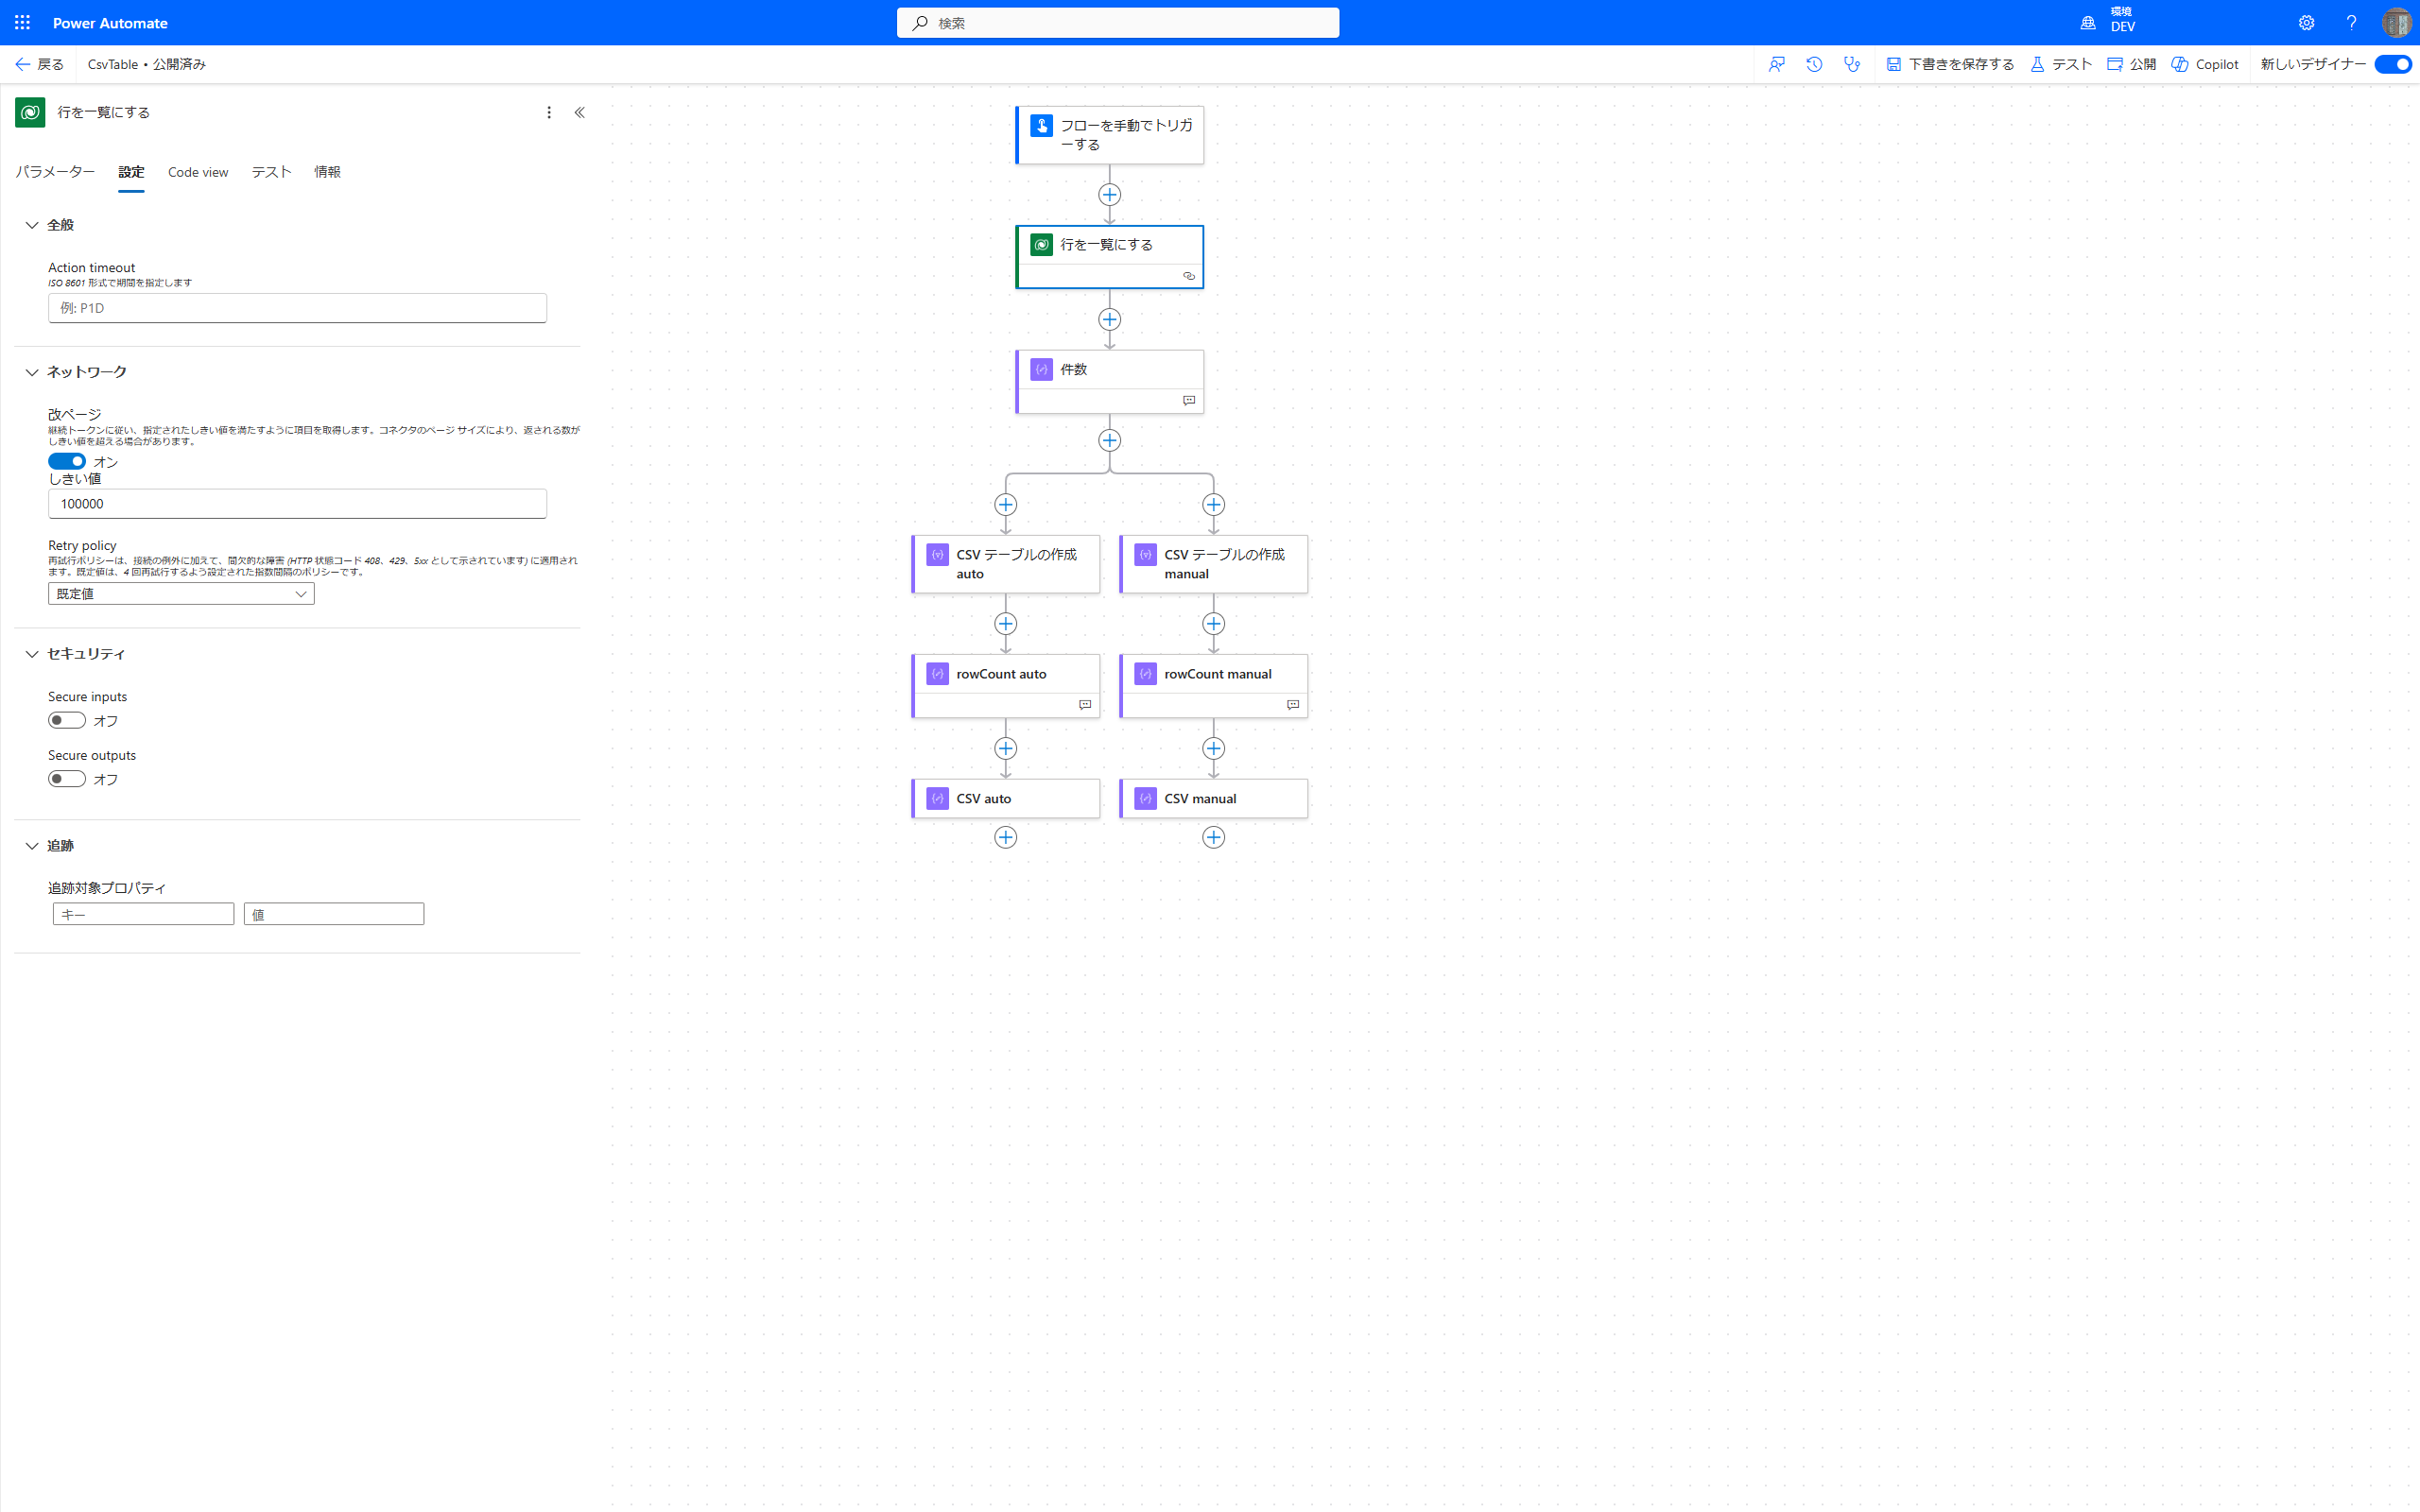 Power Automate
検索
環境
DEV
戻る
CsvTable • 公開済み
下書きを保存する
テスト
公開
Copilot
新しいデザイナー
行を一覧にする
パラメーター
設定
Code view
テスト
情報
全般
Action timeout
ISO 8601 形式で期間を指定します
例: P1D
ネットワーク
改ページ
継続トークンに従い、指定されたしきい値を満たすように項目を取得します。コネクタのページ サイズにより、返される数が
しきい値を超える場合があります。
オン
しきい値
100000
Retry policy
再試行ポリシーは、接続の例外に加えて、間欠的な障害 (HTTP 状態コード 408、429、5xx として示されています) に適用され
ます。既定値は、4 回再試行するよう設定された指数間隔のポリシーです。
既定値
セキュリティ
Secure inputs
オフ
Secure outputs
オフ
追跡
追跡対象プロパティ
キー
値
フローを手動でトリガ
ーする
行を一覧にする
件数
CSV テーブルの作成
auto
CSV テーブルの作成
manual
rowCount auto
rowCount manual
CSV auto
CSV manual